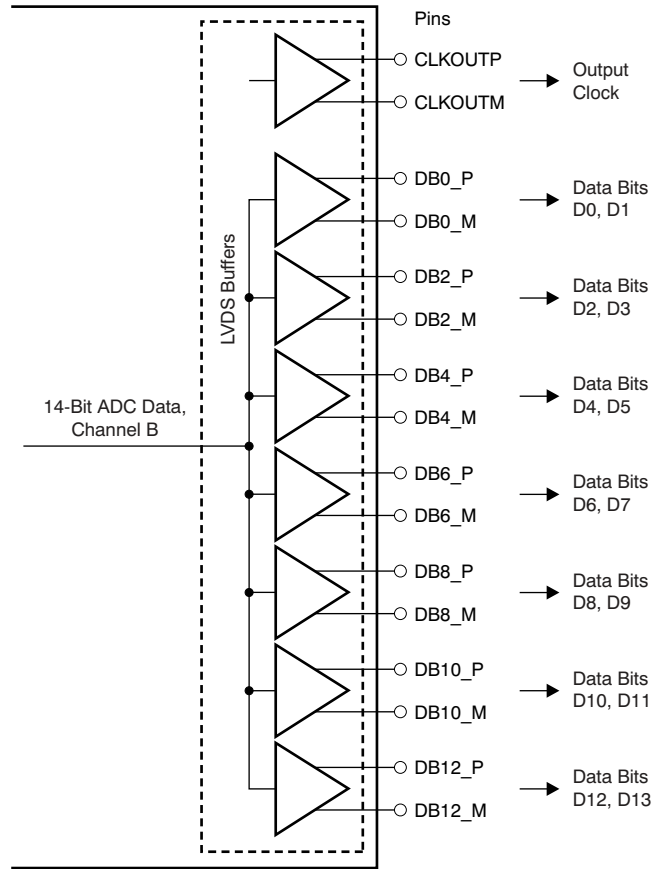 Pins
CLKOUTP
CLKOUTM
Output
Clock
DB0_P
DB0_M
Data Bits
D0, D1
DB2_P
DB2_M
Data Bits
D2, D3
LVDS Buffers
DB4_P
DB4_M
Data Bits
D4, D5
14-Bit ADC Data,
Channel B
DB6_P
DB6_M
Data Bits
D6, D7
DB8_P
DB8_M
Data Bits
D8, D9
DB10_P
DB10_M
Data Bits
D10, D11
DB12_P
DB12_M
Data Bits
D12, D13